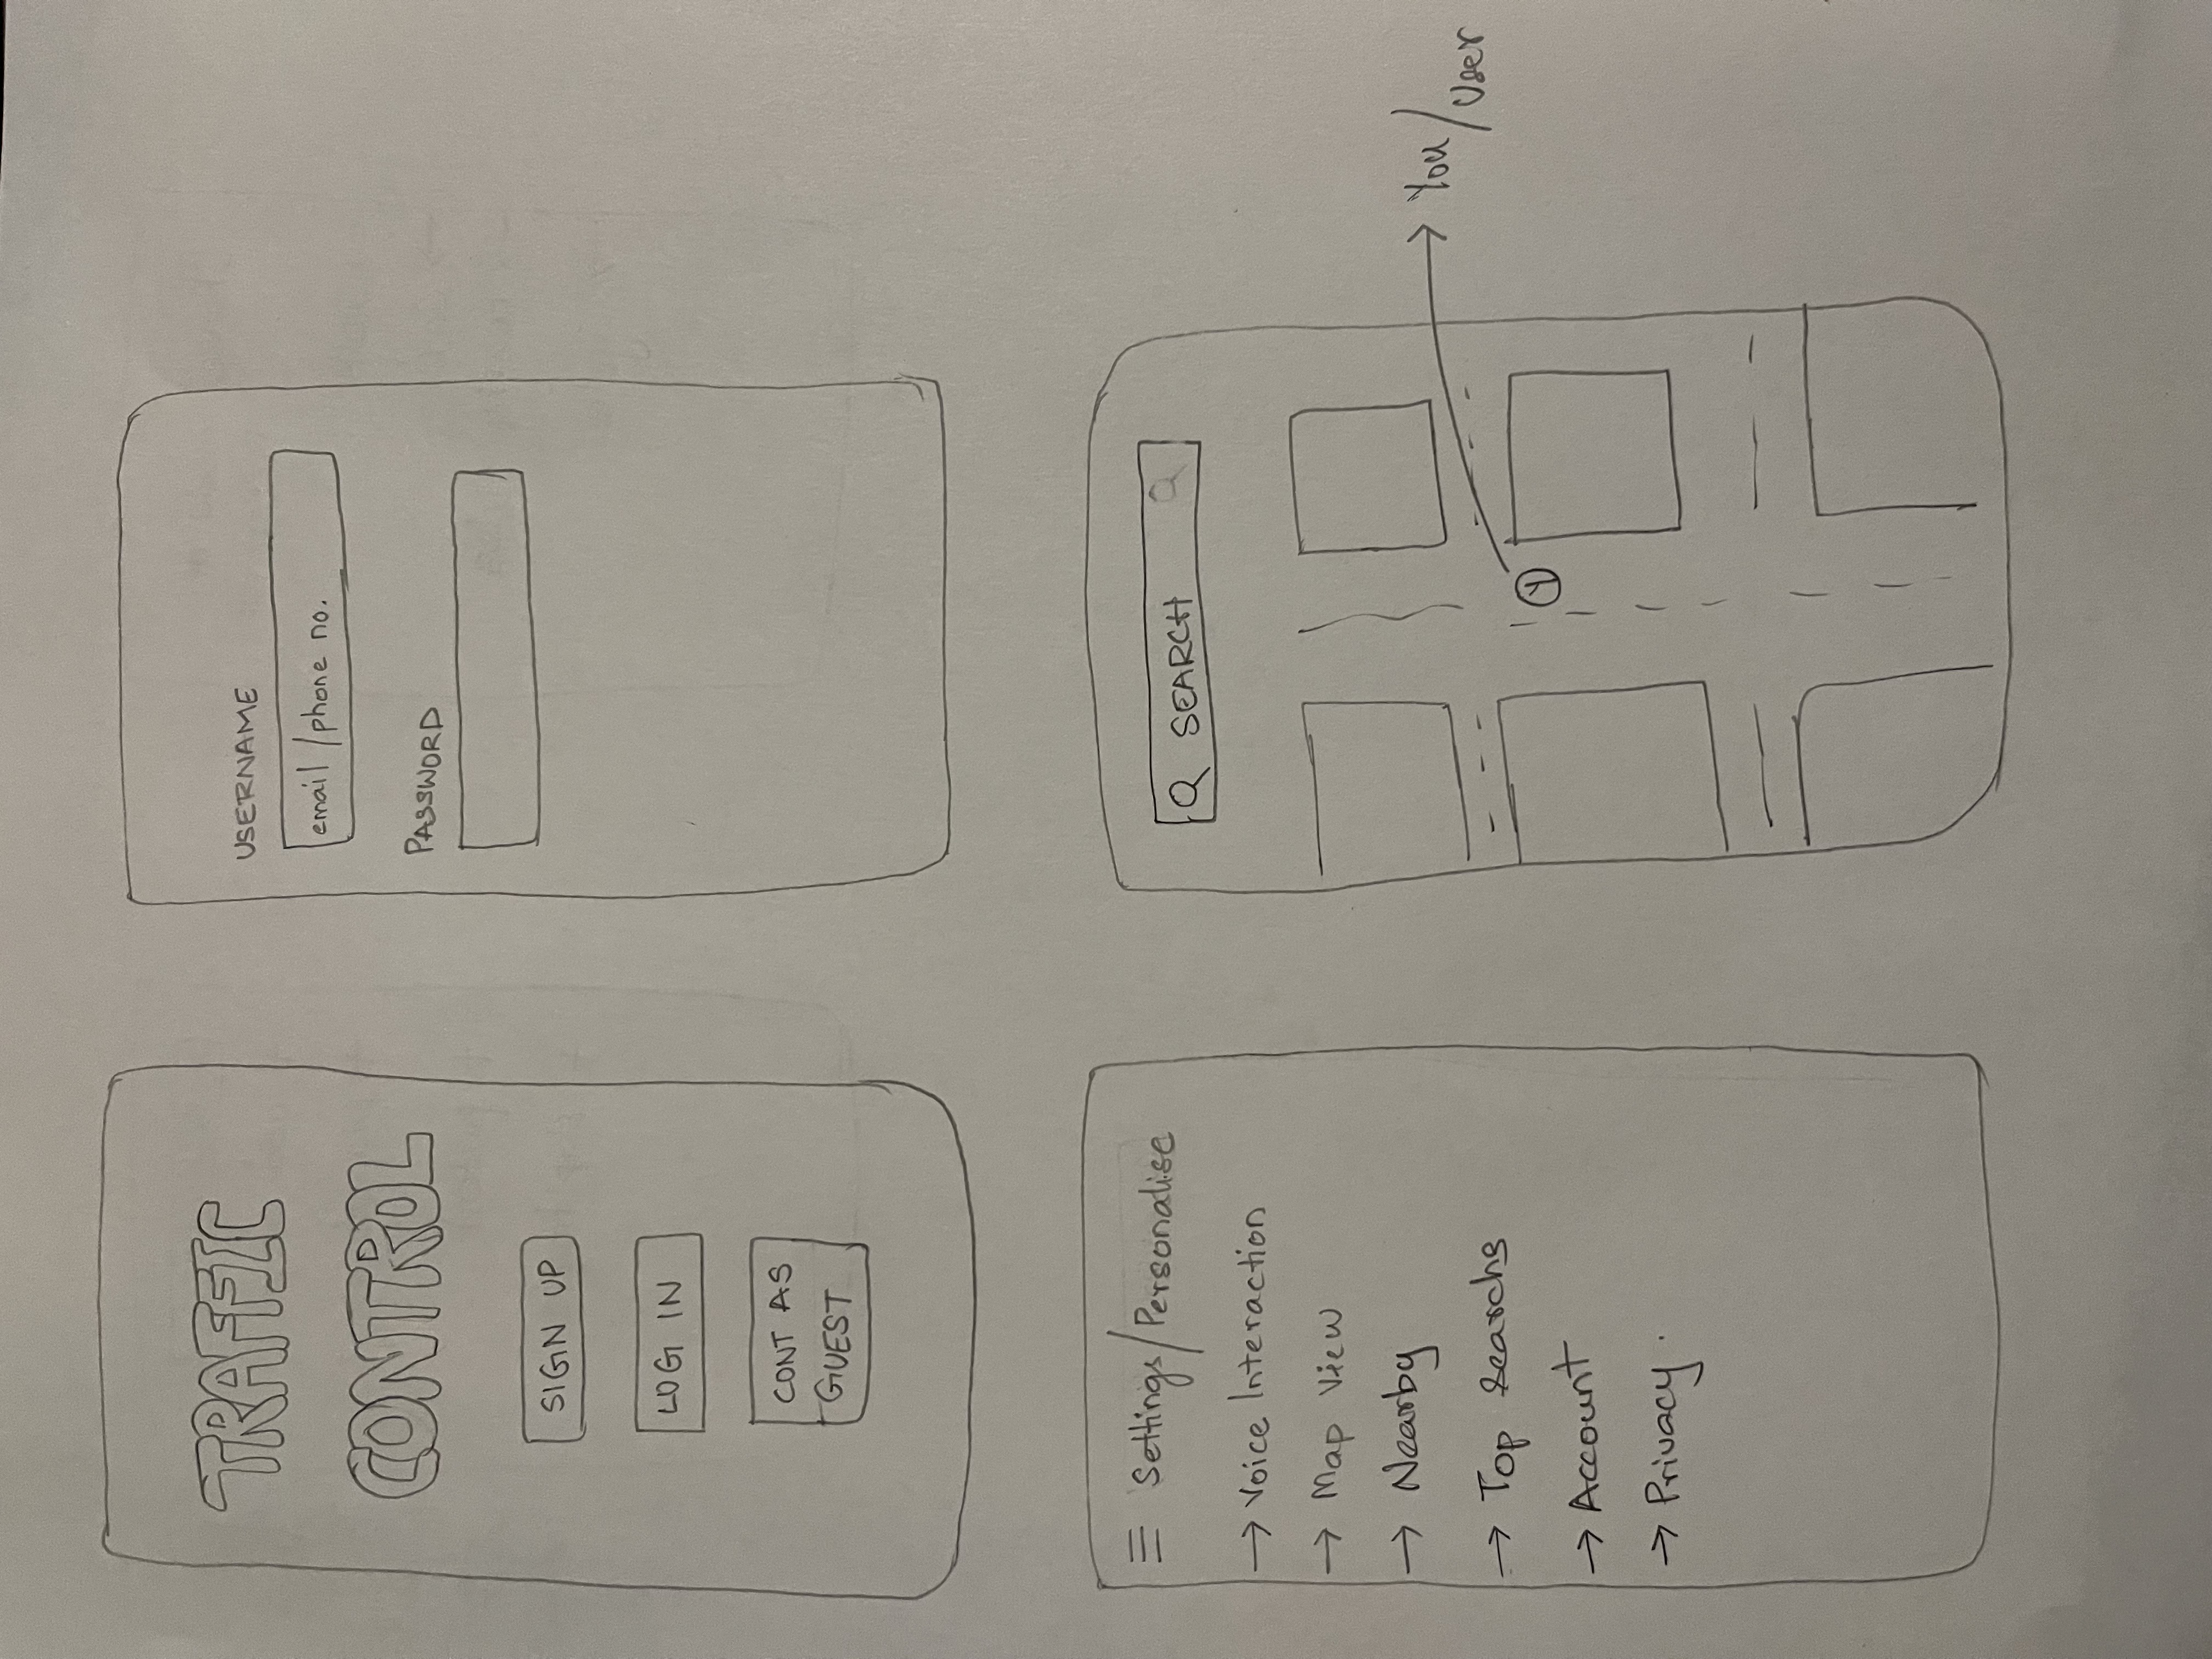 TRAFFIC
CONTROL
SIGN UP
LOG IN
CONT AS
GUEST
USERNAME
email /phone no.
PASSWORD
Settings/Personalise
→ Voice Interaction
→ Map View
→ Nearby
→ Top Searchs
→ Account
→ Privacy.
SEARCH
Y
You/User